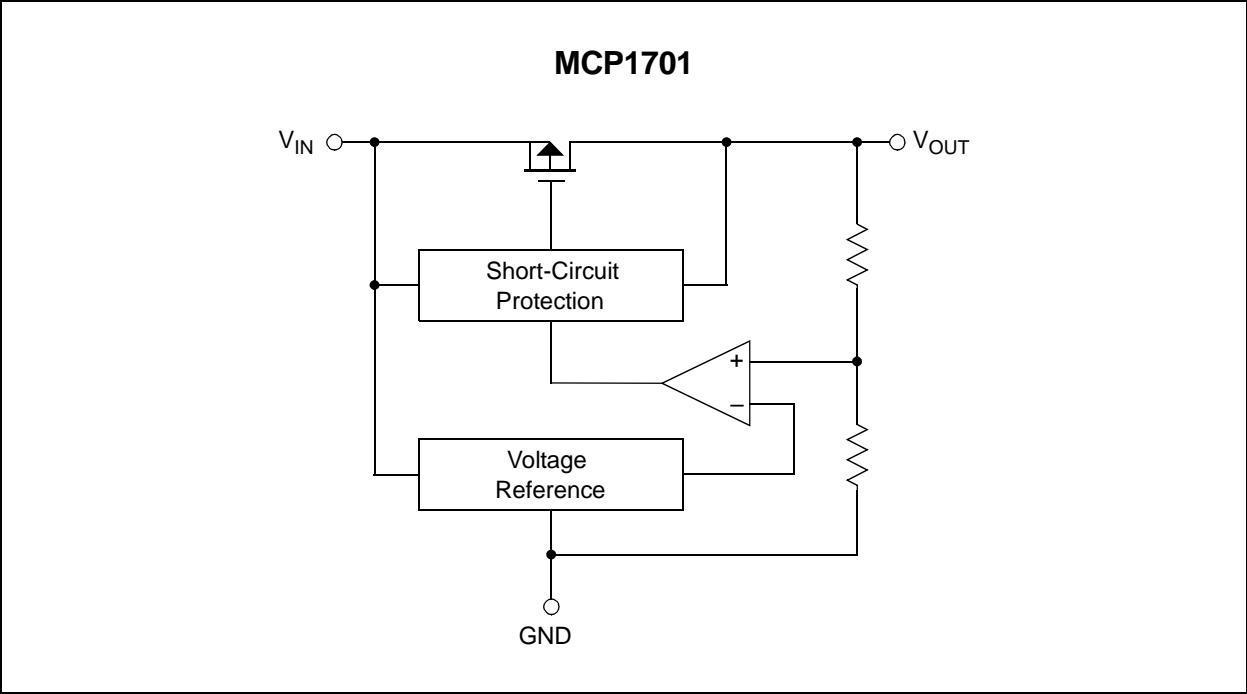 MCP1701
VIN
VOUT
Short-Circuit
Protection
+
–
Voltage
Reference
GND